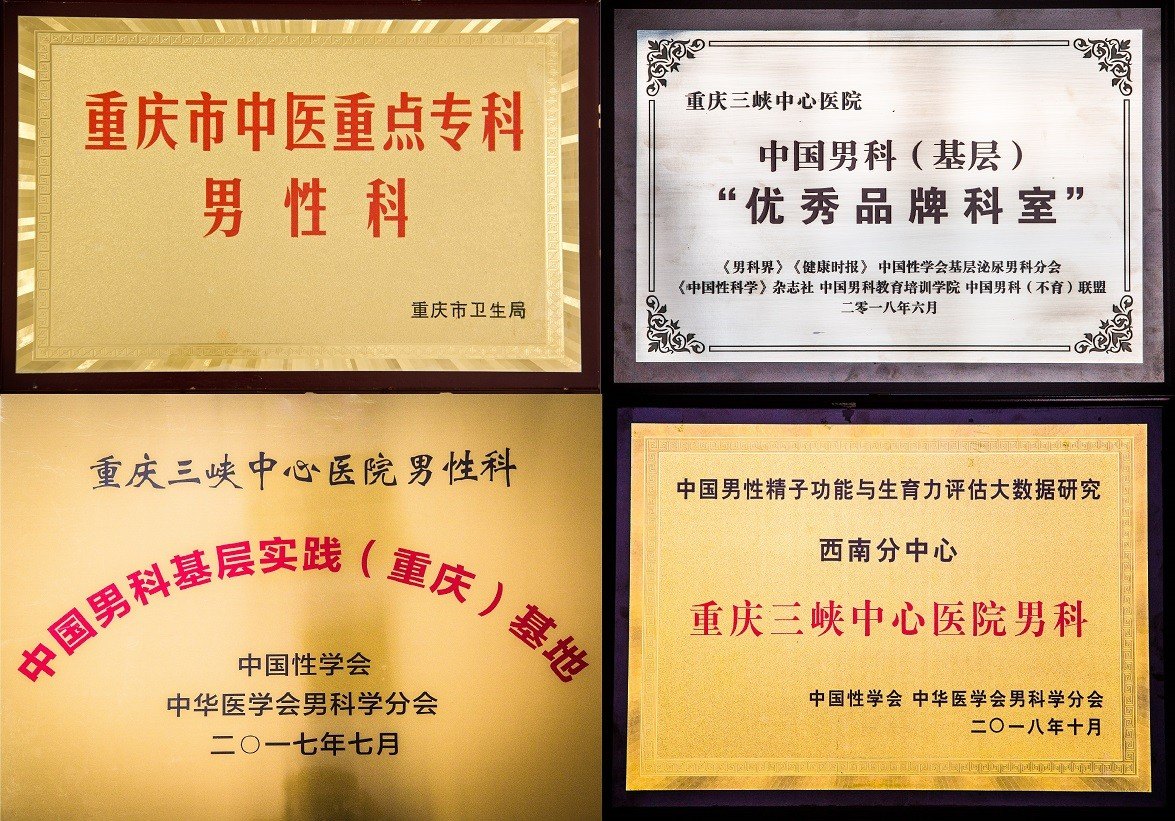 重庆市中医重点专科
男性科
重庆市卫生局
重庆三峡中心医院
中国男科（基层）
“优秀品牌科室”
《男科界》《健康时报》 中国性学会基层泌尿男科分会
《中国性科学》杂志社 中国男科教育培训学院 中国男科（不育）联盟
二零一八年六月
重庆三峡中心医院男性科
中国男科基层实践（重庆）基地
中国性学会
中华医学会男科学分会
二〇一七年七月
中国男性精子功能与生育力评估大数据研究
西南分中心
重庆三峡中心医院男科
中国性学会 中华医学会男科学分会
二〇一八年十月